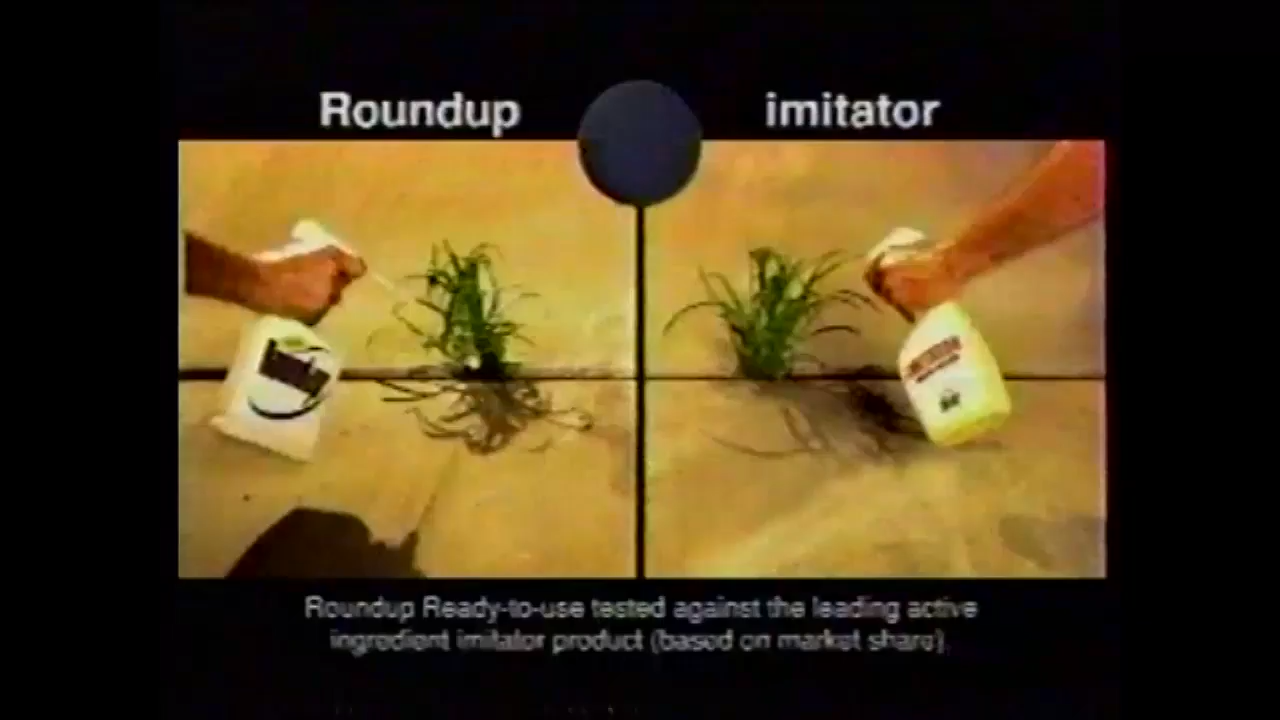 Roundup
imitator
Roundup Ready-to-use tested against the leading active
ingredient imitator product (based on market share)